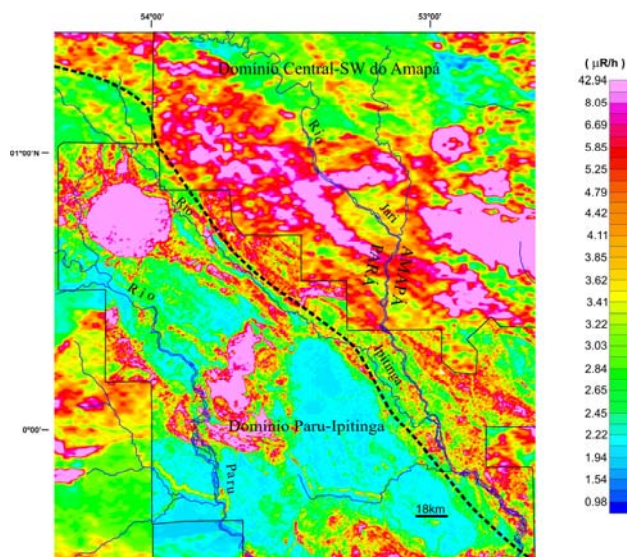 54°00'
53°00'
( µR/h )
Domínio Central-SW do Amapá
42.94
8.05
6.69
5.85
5.25
4.79
4.42
4.11
3.85
3.62
3.41
3.22
3.03
2.84
2.65
2.45
2.22
1.94
1.54
0.98
01°00'N
Rio
Jari
Rio
AMAPÁ
PARÁ
Rio
Ipitinga
0°00'
Domínio Paru-Ipitinga
Paru
18km